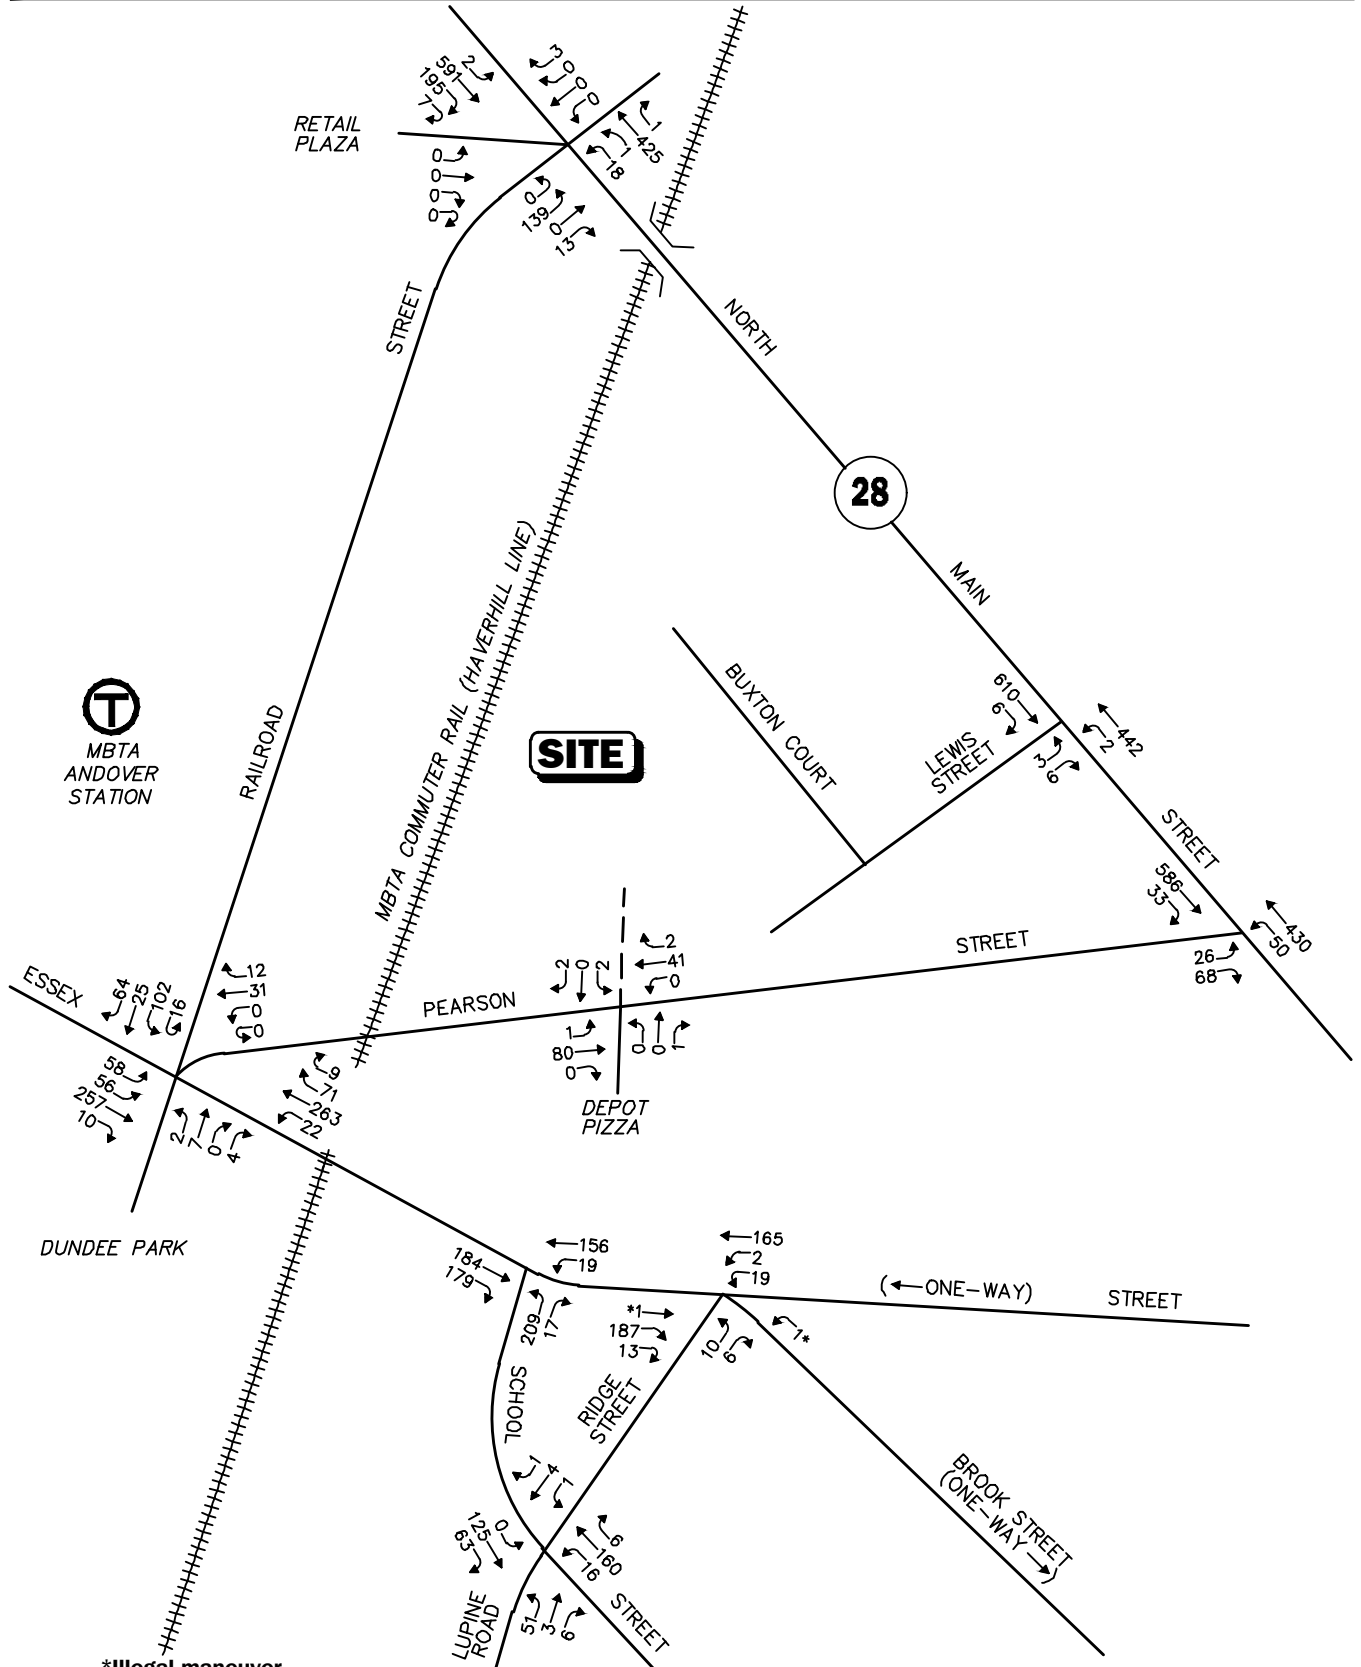 2
591
195
7
3
0
0
0
1
425
1
18
RETAIL
PLAZA
0
0
0
0
0
139
0
13
STREET
NORTH
28
MAIN
MBTA COMMUTER RAIL (HAVERHILL LINE)
RAILROAD
MBTA
ANDOVER
STATION
SITE
BUXTON COURT
610
6
LEWIS
STREET
442
2
3
6
STREET
586
33
430
50
26
68
STREET
PEARSON
2
0
2
2
41
0
1
80
0
0
0
1
DEPOT
PIZZA
ESSEX
64
25
102
16
12
31
0
0
58
56
257
10
2
7
0
4
9
71
263
22
DUNDEE PARK
184
179
156
19
209
17
165
2
19
(←ONE-WAY)
STREET
*1
187
13
10
6
1*
SCHOOL
RIDGE
STREET
BROOK STREET
(ONE-WAY→)
1
4
1
0
125
63
6
160
16
51
3
6
LUPINE
ROAD
STREET
*Illegal maneuver